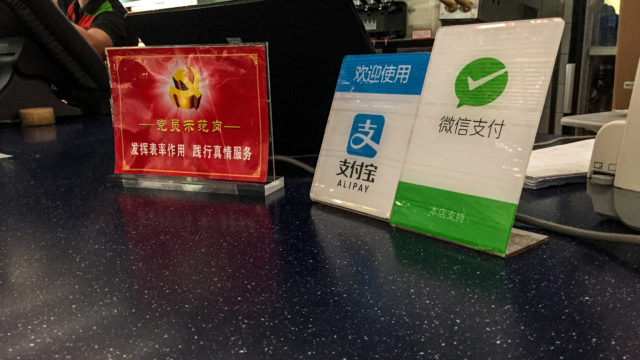 党员示范岗
发挥表率作用 践行真情服务
欢迎使用
支
支付宝
ALIPAY
微信支付
本店支持